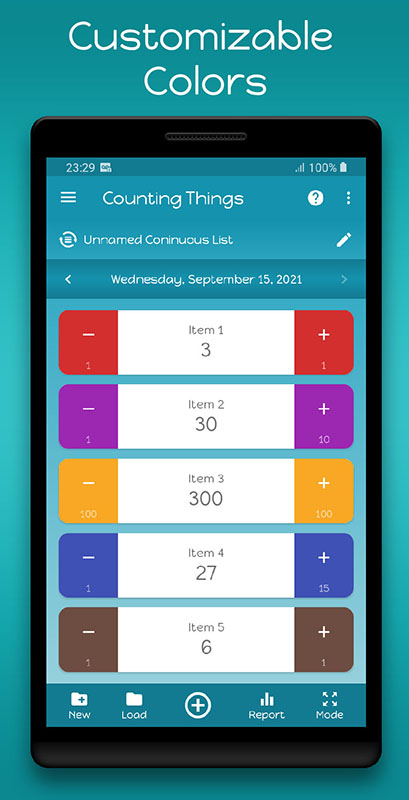 Customizable
Colors
23:29 100%
Counting Things
Unnamed Coninuous List
Wednesday, September 15, 2021
Item 1
− 3 +
1 1
Item 2
− 30 +
1 10
Item 3
− 300 +
100 100
Item 4
− 27 +
1 15
Item 5
− 6 +
1 1
New Load Report Mode